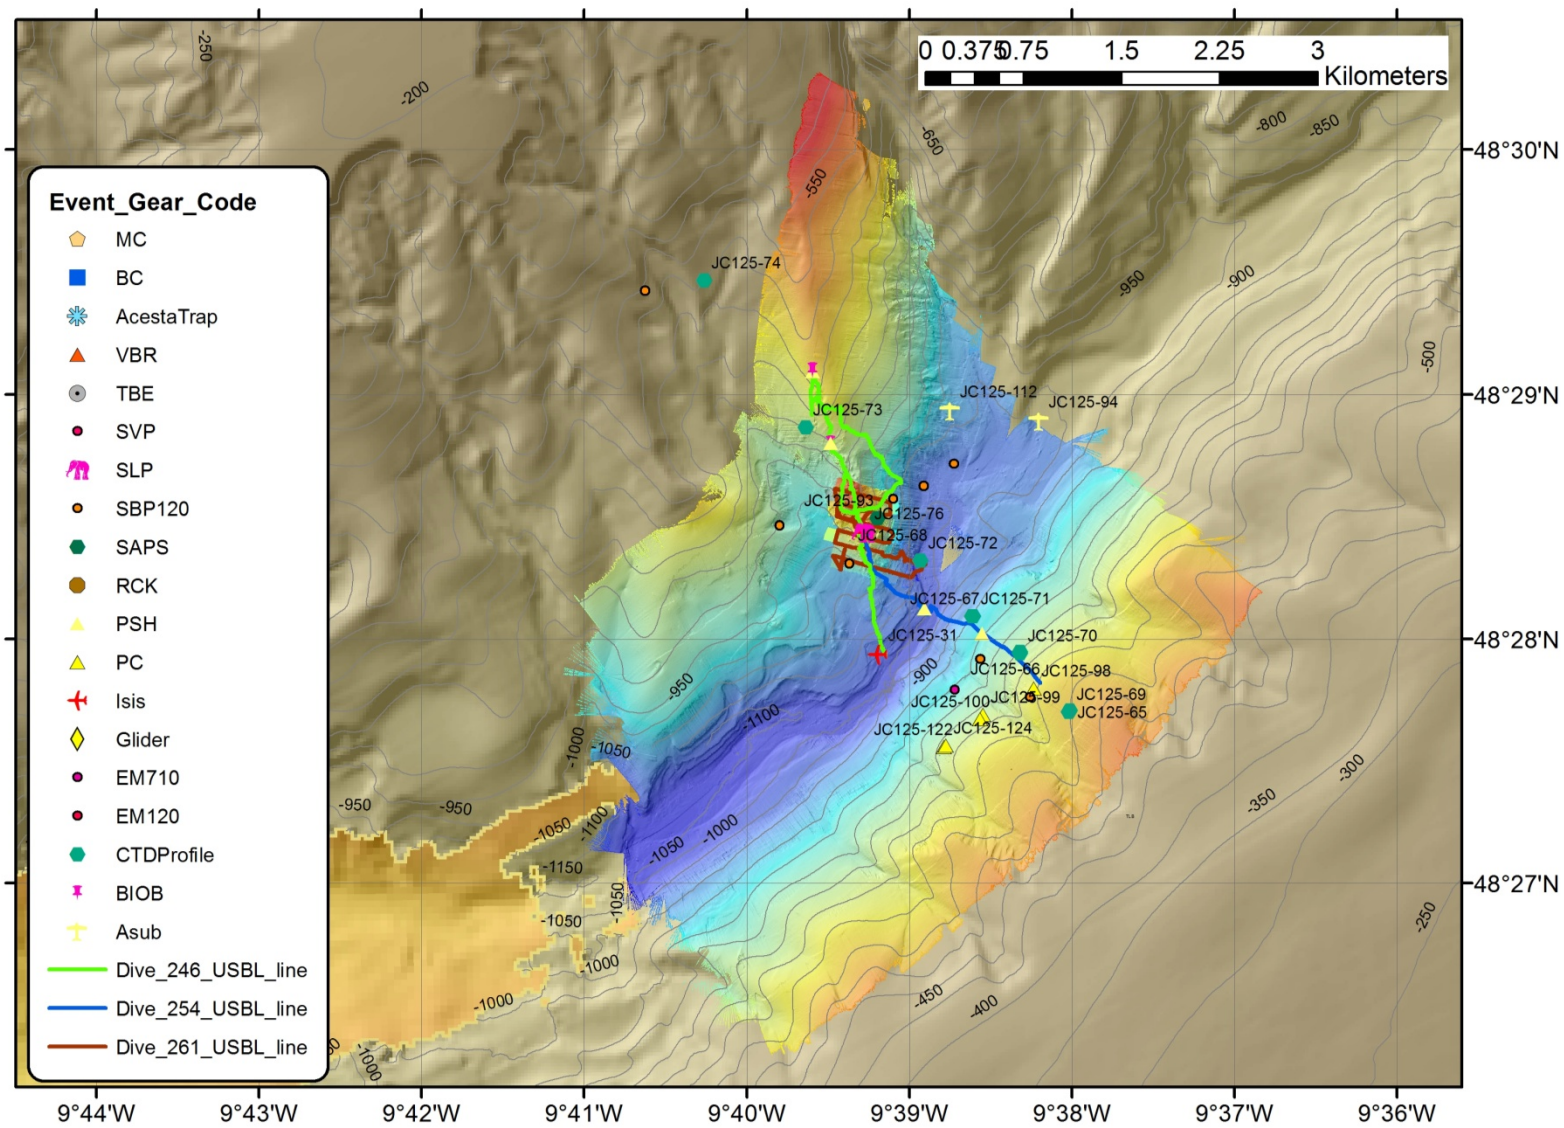 0 0.375 0.75 1.5 2.25 3
Kilometers
-250
-200
-650
-800
-850
48°30'N
-550
Event_Gear_Code
MC
BC
AcestaTrap
VBR
TBE
SVP
SLP
SBP120
SAPS
RCK
PSH
PC
Isis
Glider
EM710
EM120
CTDProfile
BIOB
Asub
Dive_246_USBL_line
Dive_254_USBL_line
Dive_261_USBL_line
JC125-74
-950
-900
-500
JC125-112
JC125-94
48°29'N
JC125-73
JC125-93
JC125-76
JC125-68
JC125-72
JC125-67
JC125-71
JC125-31
JC125-70
48°28'N
-900
JC125-66
JC125-98
-950
JC125-100
JC125-99
JC125-69
JC125-65
-1100
JC125-122
JC125-124
-1000
-1050
-300
-950
-950
-350
-1050
-1100
-1050
-1000
-1150
-1050
48°27'N
-1050
-250
-1000
-1000
-450
-400
-1000
9°44'W 9°43'W 9°42'W 9°41'W 9°40'W 9°39'W 9°38'W 9°37'W 9°36'W